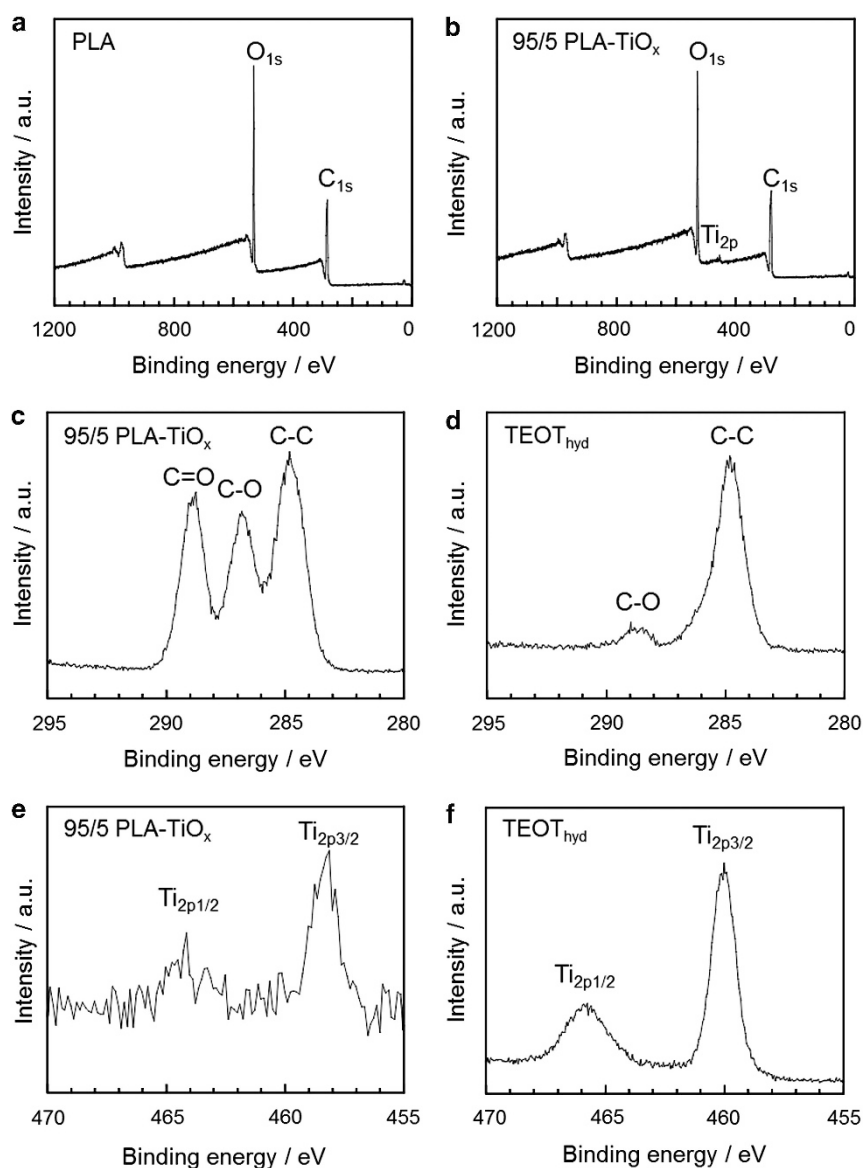 a
PLA
O1s
C1s
Intensity / a.u.
1200
800
400
0
Binding energy / eV
b
95/5 PLA-TiOx
O1s
Ti2p
C1s
Intensity / a.u.
1200
800
400
0
Binding energy / eV
c
95/5 PLA-TiOx
C=O
C-O
C-C
Intensity / a.u.
295
290
285
280
Binding energy / eV
d
TEOThyd
C-C
C-O
Intensity / a.u.
295
290
285
280
Binding energy / eV
e
95/5 PLA-TiOx
Ti2p3/2
Ti2p1/2
Intensity / a.u.
470
465
460
455
Binding energy / eV
f
TEOThyd
Ti2p3/2
Ti2p1/2
Intensity / a.u.
470
465
460
455
Binding energy / eV